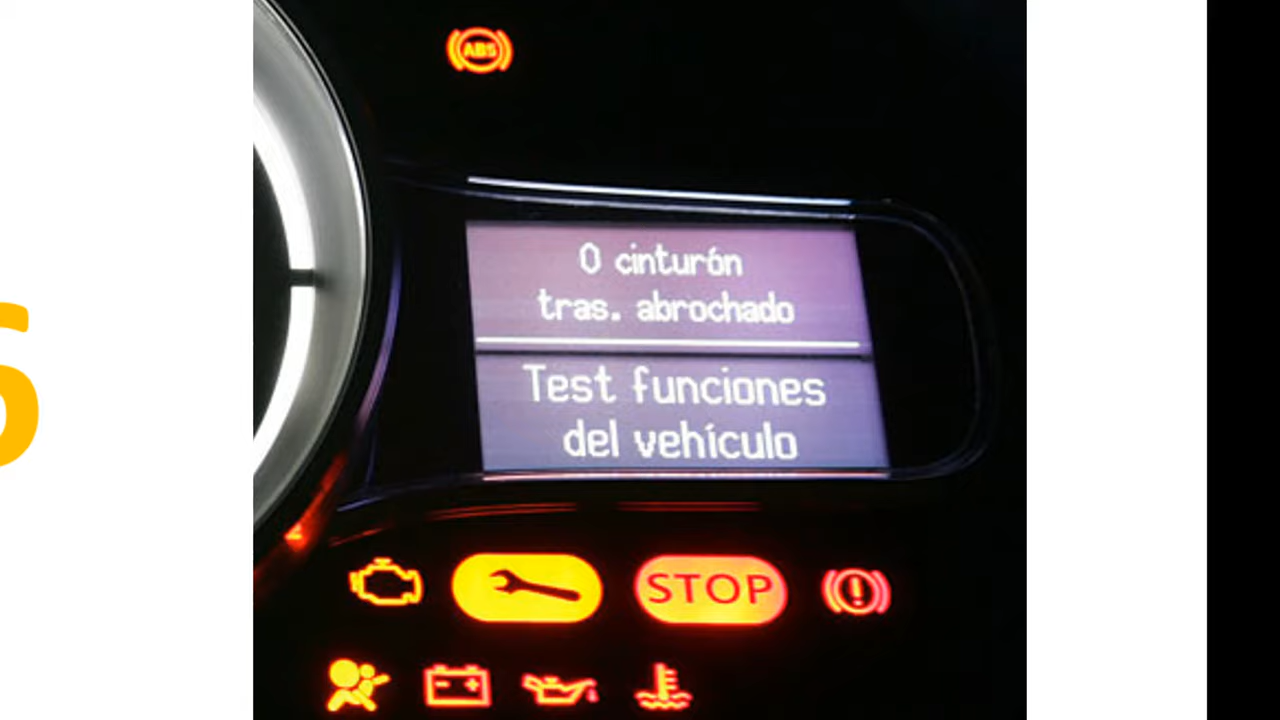 ABS
0 cinturón
tras. abrochado
Test funciones
del vehículo
STOP